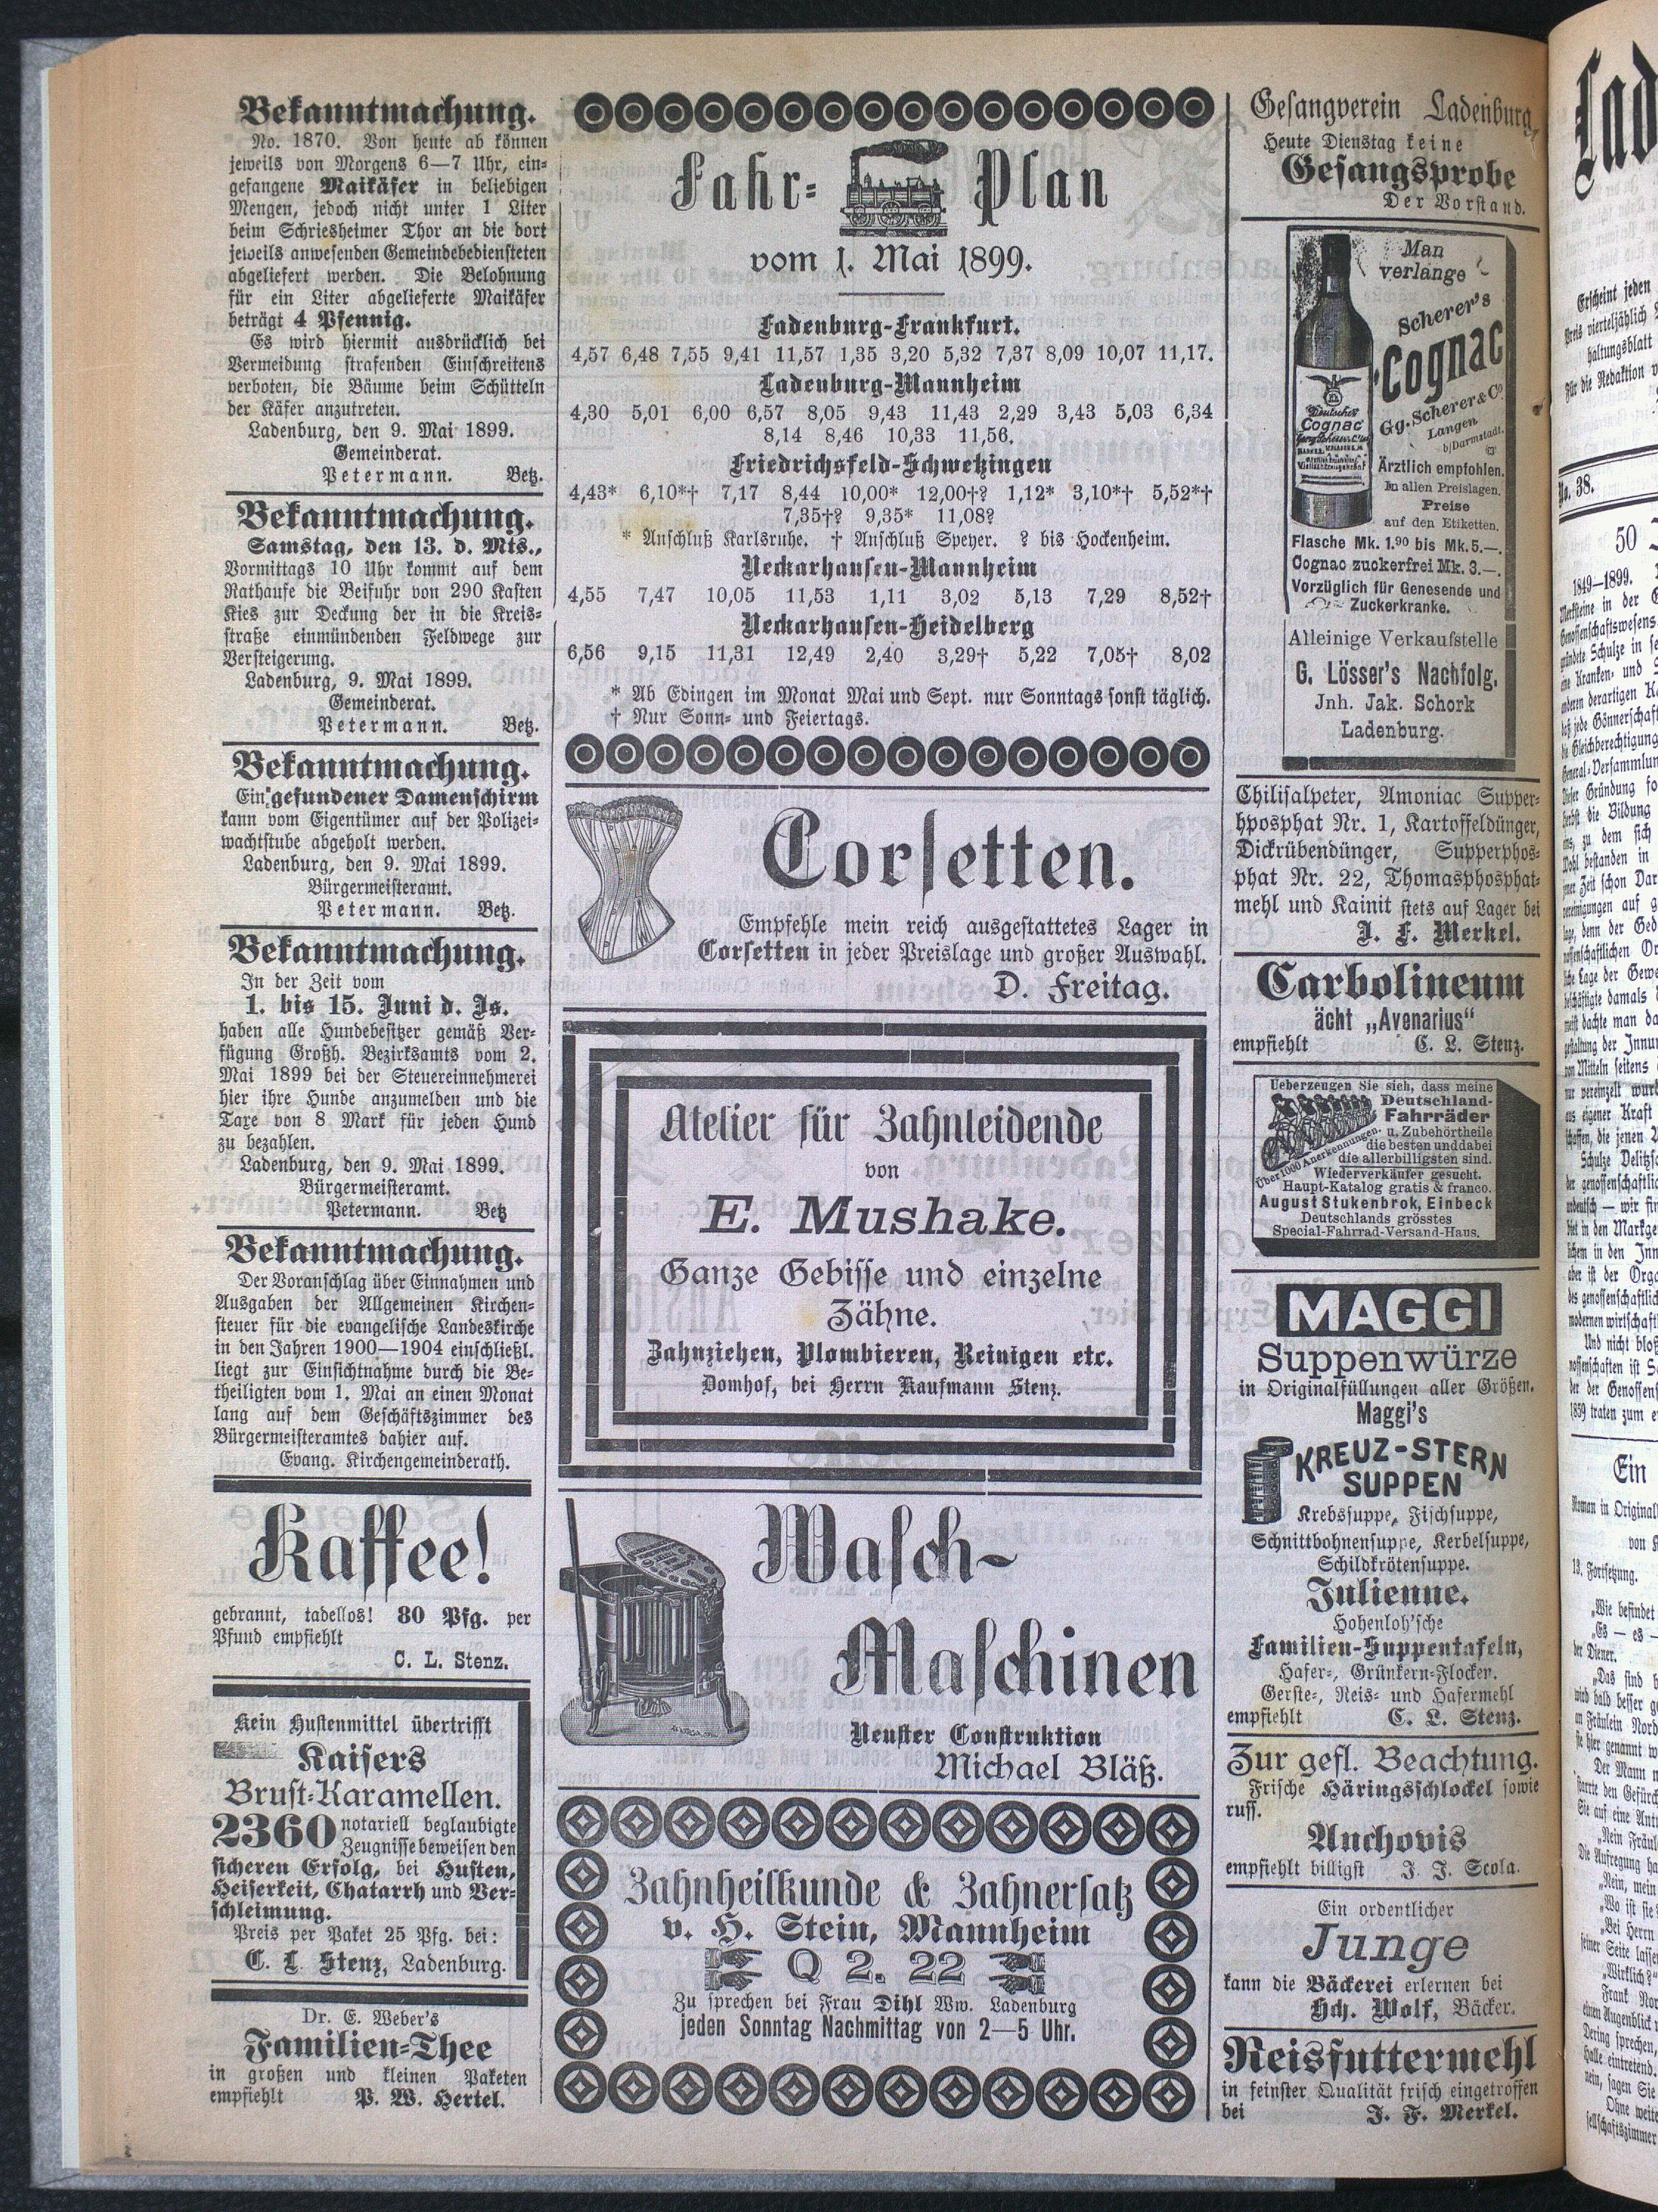 Bekanntmachung.
No. 1870. Von heute ab können
jeweils von Morgens 6—7 Uhr, ein-
gefangene Maikäfer in beliebigen
Mengen, jedoch nicht unter 1 Liter
beim Schriesheimer Thor an die dort
jeweils anwesenden Gemeindebediensteten
abgeliefert werden. Die Belohnung
für ein Liter abgelieferte Maikäfer
beträgt 4 Pfennig.
Es wird hiermit ausdrücklich bei
Vermeidung strafenden Einschreitens
verboten, die Bäume beim Schütteln
der Käfer anzutreten.
Ladenburg, den 9. Mai 1899.
Gemeinderat.
Petermann. Betz.
Bekanntmachung.
Samstag, den 13. d. Mts.,
Vormittags 10 Uhr kommt auf dem
Rathause die Beifuhr von 290 Kasten
Kies zur Deckung der in die Kreis-
straße einmündenden Feldwege zur
Versteigerung.
Ladenburg, 9. Mai 1899.
Gemeinderat.
Petermann. Betz.
Bekanntmachung.
Ein gefundener Damenschirm
kann vom Eigentümer auf der Polizei-
wachtstube abgeholt werden.
Ladenburg, den 9. Mai 1899.
Bürgermeisteramt.
Petermann. Betz.
Bekanntmachung.
In der Zeit vom
1. bis 15. Juni d. Js.
haben alle Hundebesitzer gemäß Ver-
fügung Großh. Bezirksamts vom 2.
Mai 1899 bei der Steuereinnehmerei
hier ihre Hunde anzumelden und die
Taxe von 8 Mark für jeden Hund
zu bezahlen.
Ladenburg, den 9. Mai 1899.
Bürgermeisteramt.
Petermann. Betz
Bekanntmachung.
Der Voranschlag über Einnahmen und
Ausgaben der Allgemeinen Kirchen-
steuer für die evangelische Landeskirche
in den Jahren 1900—1904 einschließl.
liegt zur Einsichtnahme durch die Be-
theiligten vom 1. Mai an einen Monat
lang auf dem Geschäftszimmer des
Bürgermeisteramtes dahier auf.
Evang. Kirchengemeinderath.
Kaffee!
gebrannt, tadellos! 80 Pfg. per
Pfund empfiehlt
C. L. Stenz.
Kein Hustenmittel übertrifft
Kaisers
Brust-Karamellen.
2360 notariell beglaubigte
Zeugnisse beweisen den
sicheren Erfolg, bei Husten,
Heiserkeit, Chatarrh und Ver-
schleimung.
Preis per Paket 25 Pfg. bei:
C. L. Stenz, Ladenburg.
Dr. E. Weber's
Familien-Thee
in großen und kleinen Paketen
empfiehlt P. W. Hertel.
Fahr- Plan
vom 1. Mai 1899.
Ladenburg-Frankfurt.
4,57 6,48 7,55 9,41 11,57 1,35 3,20 5,32 7,37 8,09 10,07 11,17.
Ladenburg-Mannheim
4,30 5,01 6,00 6,57 8,05 9,43 11,43 2,29 3,43 5,03 6,34
8,14 8,46 10,33 11,56.
Friedrichsfeld-Schwetzingen
4,43* 6,10*† 7,17 8,44 10,00* 12,00†? 1,12* 3,10*† 5,52*†
7,35†? 9,35* 11,08?
* Anschluß Karlsruhe. † Anschluß Speyer. ? bis Hockenheim.
Neckarhausen-Mannheim
4,55 7,47 10,05 11,53 1,11 3,02 5,13 7,29 8,52†
Neckarhausen-Heidelberg
6,56 9,15 11,31 12,49 2,40 3,29† 5,22 7,05† 8,02
* Ab Edingen im Monat Mai und Sept. nur Sonntags sonst täglich.
† Nur Sonn- und Feiertags.
Corsetten.
Empfehle mein reich ausgestattetes Lager in
Corsetten in jeder Preislage und großer Auswahl.
D. Freitag.
Atelier für Zahnleidende
von
E. Mushake.
Ganze Gebisse und einzelne
Zähne.
Zahnziehen, Plombieren, Reinigen etc.
Domhof, bei Herrn Kaufmann Stenz.
Wasch-
Maschinen
Neuster Construktion
Michael Bläß.
Zahnheilkunde & Zahnersatz
v. H. Stein, Mannheim
Q 2. 22
Zu sprechen bei Frau Dihl Ww. Ladenburg
jeden Sonntag Nachmittag von 2—5 Uhr.
Gesangverein Ladenburg
Heute Dienstag keine
Gesangsprobe
Der Vorstand.
Man
verlange
Scherer's
Cognac
Gg. Scherer & Co.
Langen
b/Darmstadt.
Deutscher
Cognac
Ärztlich empfohlen.
In allen Preislagen.
Preise
auf den Etiketten.
Flasche Mk. 1.90 bis Mk. 5.—.
Cognac zuckerfrei Mk. 3.—.
Vorzüglich für Genesende und
Zuckerkranke.
Alleinige Verkaufstelle
G. Lösser's Nachfolg.
Jnh. Jak. Schork
Ladenburg.
Chilisalpeter, Amoniac Supper-
hposphat Nr. 1, Kartoffeldünger,
Dickrübendünger, Supperphos-
phat Nr. 22, Thomasphosphat-
mehl und Kainit stets auf Lager bei
J. F. Merkel.
Carbolineum
ächt „Avenarius“
empfiehlt C. L. Stenz.
Ueberzeugen Sie sich, dass meine
Deutschland-
Fahrräder
u. Zubehörtheile
die besten und dabei
die allerbilligsten sind.
Über 1000 Anerkennungen.
Wiederverkäufer gesucht.
Haupt-Katalog gratis & franco.
August Stukenbrok, Einbeck
Deutschlands grösstes
Special-Fahrrad-Versand-Haus.
MAGGI
Suppenwürze
in Originalfüllungen aller Größen.
Maggi's
KREUZ-STERN
SUPPEN
Krebssuppe, Fischsuppe,
Schnittbohnensuppe, Kerbelsuppe,
Schildkrötensuppe.
Julienne.
Hohenloh'sche
Familien-Suppentafeln,
Hafer-, Grünkern-Flocken.
Gerste-, Reis- und Hafermehl
empfiehlt C. L. Stenz.
Zur gefl. Beachtung.
Frische Häringsschlockel sowie
russ.
Anchovis
empfiehlt billigst J. J. Scola.
Ein ordentlicher
Junge
kann die Bäckerei erlernen bei
Hch. Wolf, Bäcker.
Reisfuttermehl
in feinster Qualität frisch eingetroffen
bei J. F. Merkel.
Lad
Erscheint jeden
Preis vierteljährlich
haltungsblatt
Für die Redaktion
No. 38.
50
1849—1899.
Ein
Roman in Original
von
13. Fortsetzung.